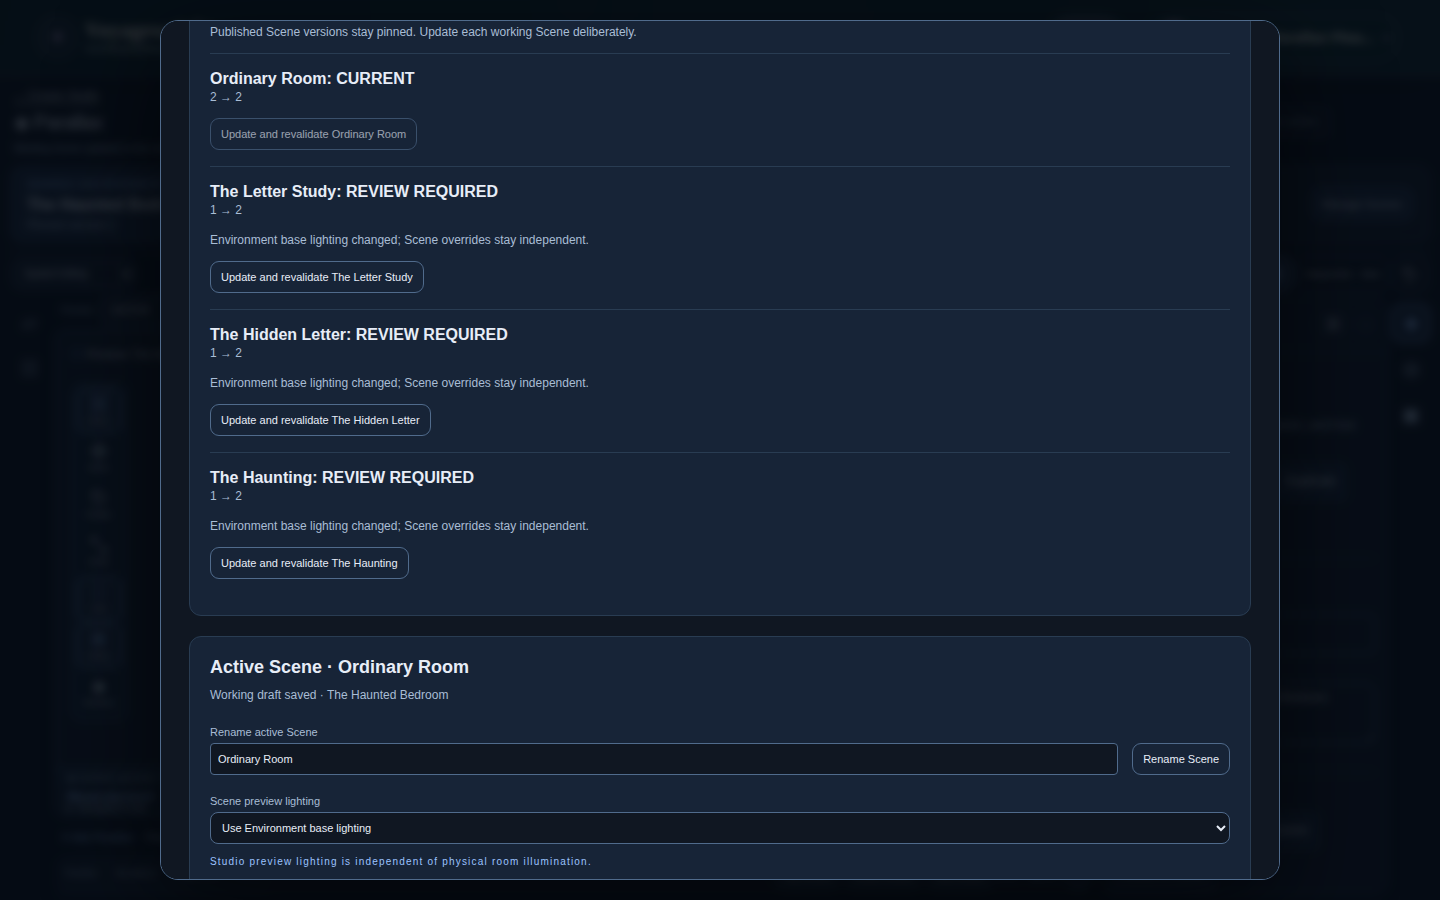 Published Scene versions stay pinned. Update each working Scene deliberately.
Ordinary Room: CURRENT
2 → 2
Update and revalidate Ordinary Room
The Letter Study: REVIEW REQUIRED
1 → 2
Environment base lighting changed; Scene overrides stay independent.
Update and revalidate The Letter Study
The Hidden Letter: REVIEW REQUIRED
1 → 2
Environment base lighting changed; Scene overrides stay independent.
Update and revalidate The Hidden Letter
The Haunting: REVIEW REQUIRED
1 → 2
Environment base lighting changed; Scene overrides stay independent.
Update and revalidate The Haunting
Active Scene · Ordinary Room
Working draft saved · The Haunted Bedroom
Rename active Scene
Ordinary Room
Rename Scene
Scene preview lighting
Use Environment base lighting
Studio preview lighting is independent of physical room illumination.